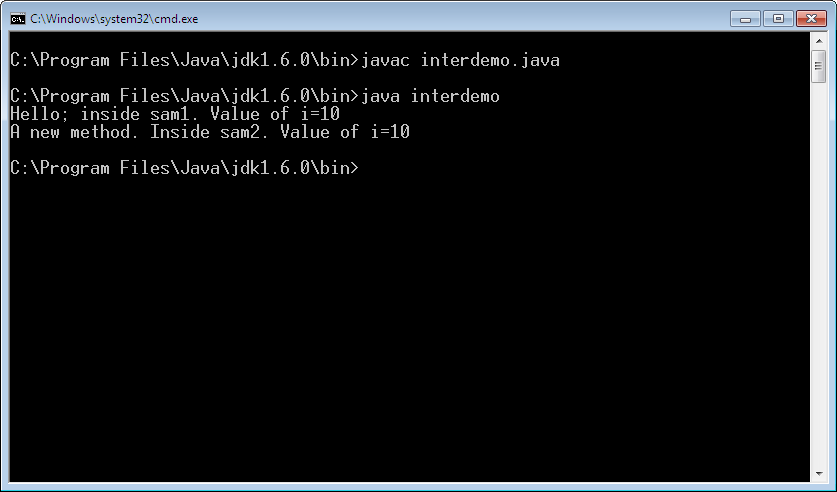 C:\Windows\system32\cmd.exe
C:\Program Files\Java\jdk1.6.0\bin>javac interdemo.java
C:\Program Files\Java\jdk1.6.0\bin>java interdemo
Hello; inside sam1. Value of i=10
A new method. Inside sam2. Value of i=10
C:\Program Files\Java\jdk1.6.0\bin>